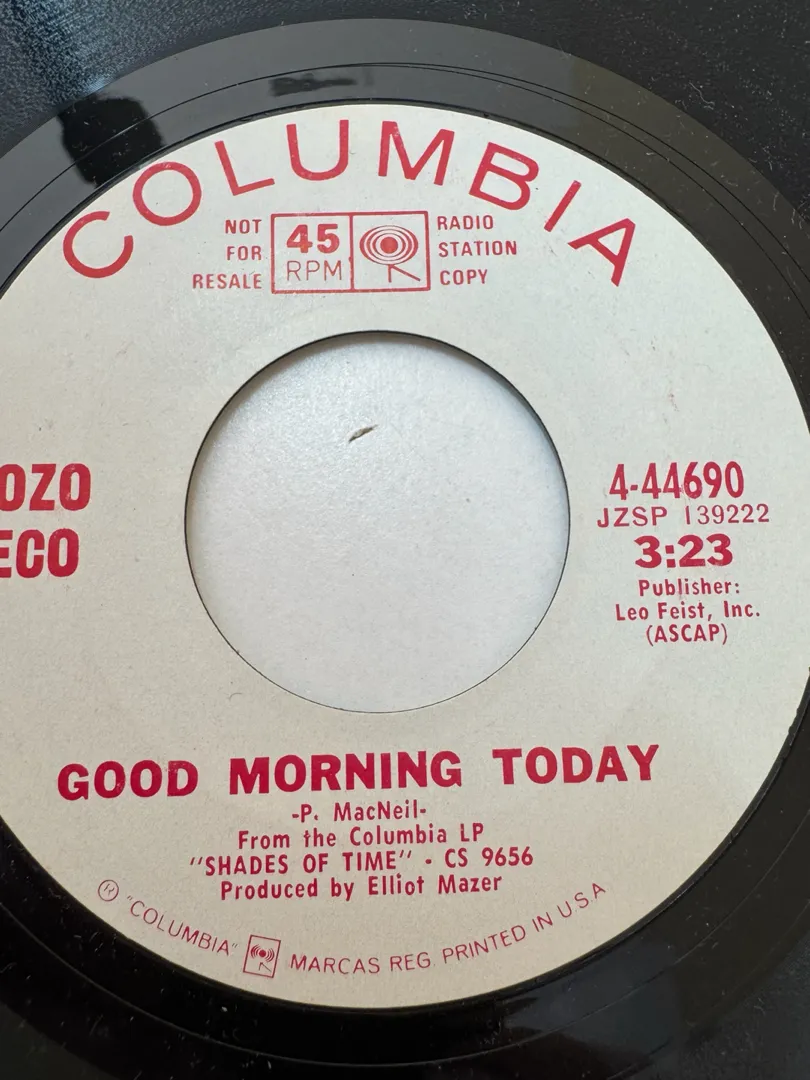 COLUMBIA
NOT
FOR
RESALE
45
RPM
RADIO
STATION
COPY
OZO
ECO
4-44690
JZSP 139222
3:23
Publisher:
Leo Feist, Inc.
(ASCAP)
GOOD MORNING TODAY
-P. MacNeil-
From the Columbia LP
"SHADES OF TIME" - CS 9656
Produced by Elliot Mazer
® "COLUMBIA" MARCAS REG. PRINTED IN U.S.A